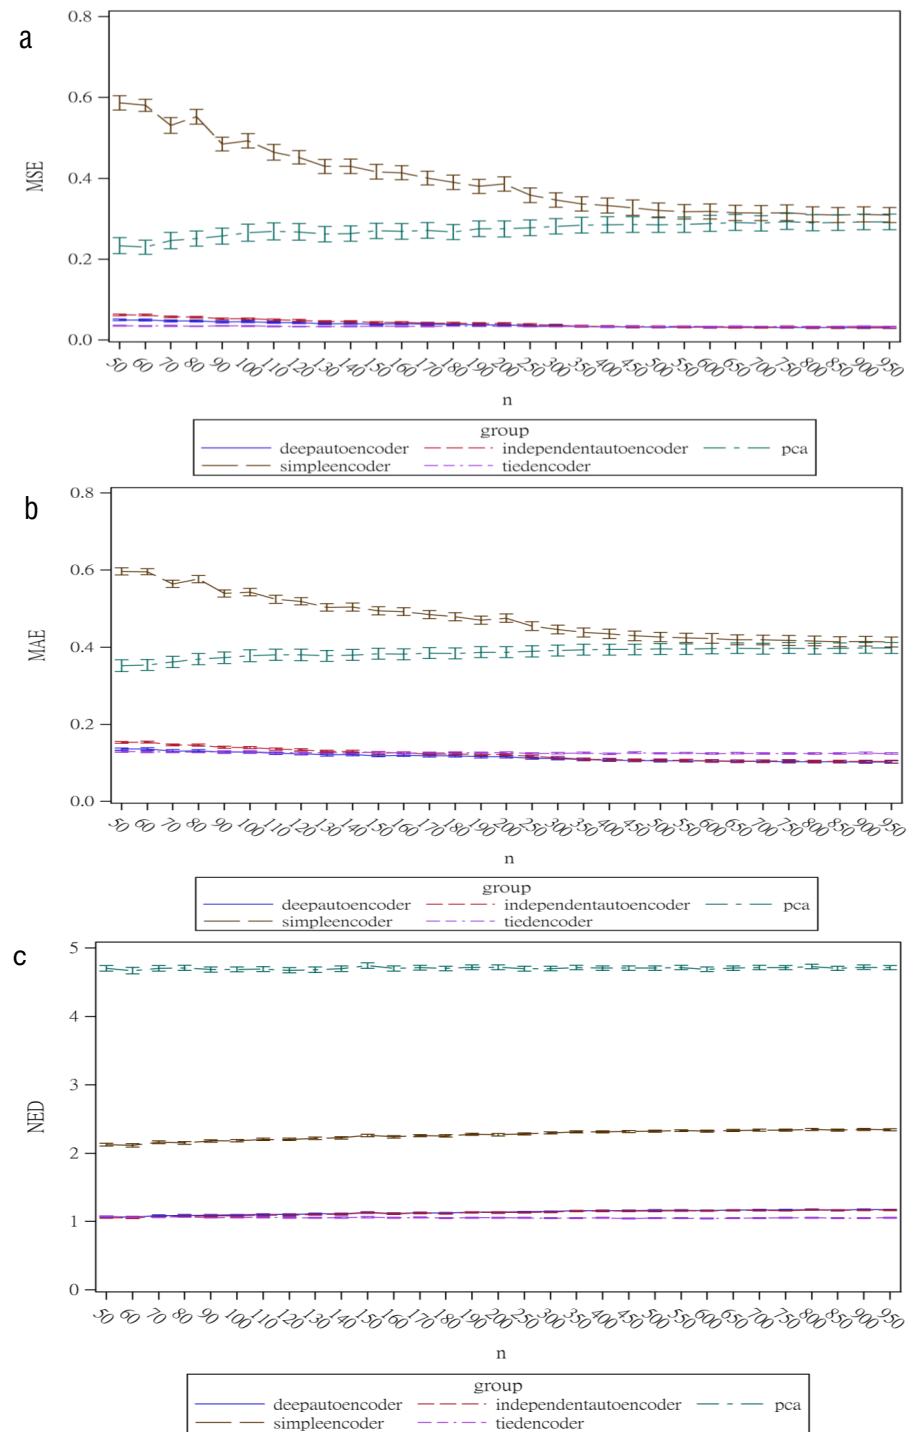 a
MSE
0.8
0.6
0.4
0.2
0.0
50 60 70 80 90 100 110 120 130 140 150 160 170 180 190 200 250 300 350 400 450 500 550 600 650 700 750 800 850 900 950
n
group
deepautoencoder independentautoencoder pca
simpleencoder tiedencoder
b
MAE
0.8
0.6
0.4
0.2
0.0
50 60 70 80 90 100 110 120 130 140 150 160 170 180 190 200 250 300 350 400 450 500 550 600 650 700 750 800 850 900 950
n
group
deepautoencoder independentautoencoder pca
simpleencoder tiedencoder
c
NED
5
4
3
2
1
0
50 60 70 80 90 100 110 120 130 140 150 160 170 180 190 200 250 300 350 400 450 500 550 600 650 700 750 800 850 900 950
n
group
deepautoencoder independentautoencoder pca
simpleencoder tiedencoder